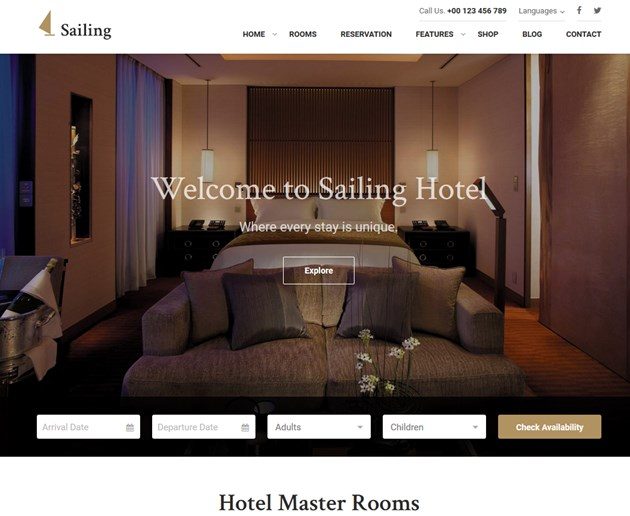 Call Us. +00 123 456 789 Languages
Sailing
HOME ROOMS RESERVATION FEATURES SHOP BLOG CONTACT
Welcome to Sailing Hotel
Where every stay is unique,
Explore
Arrival Date Departure Date Adults Children Check Availability
Hotel Master Rooms